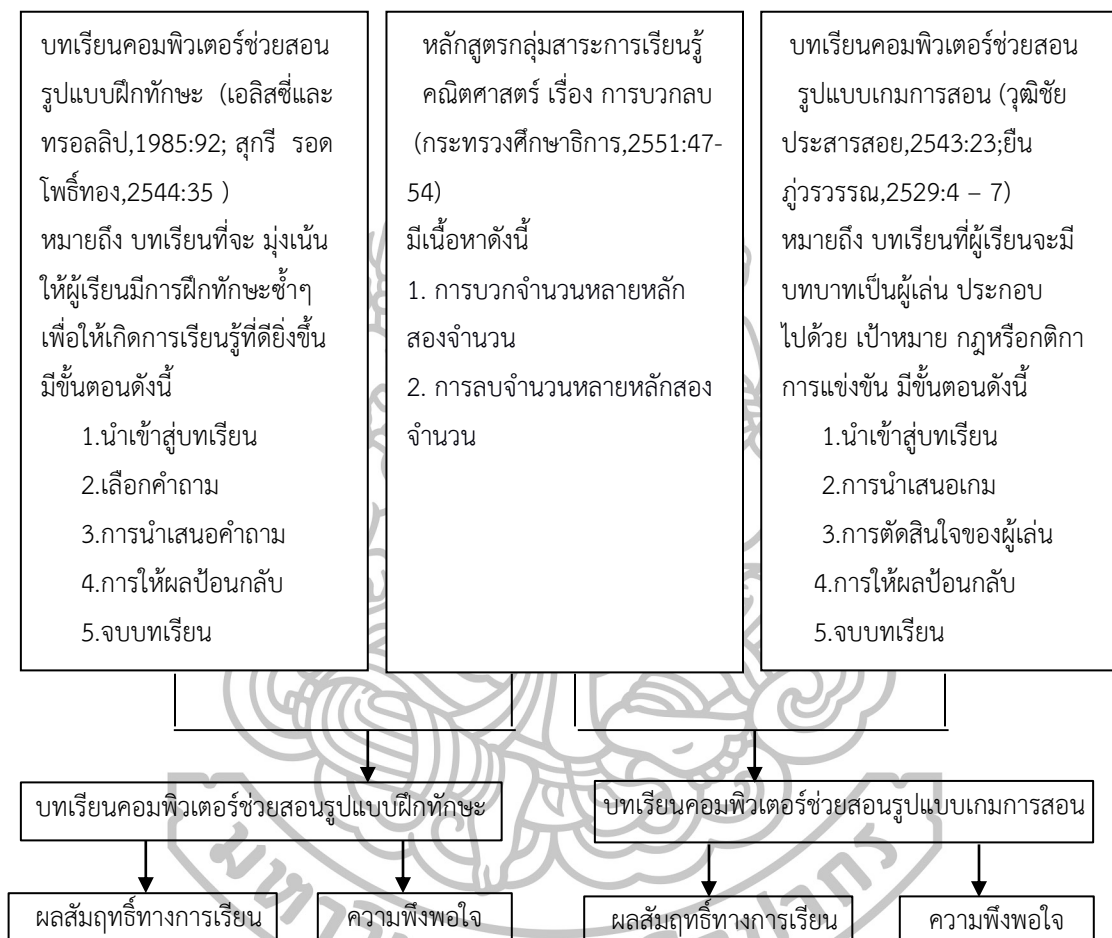 บทเรียนคอมพิวเตอร์ช่วยสอน
รูปแบบฝึกทักษะ (เอลิสซี่และ
ทรอลลิป,1985:92; สุกรี รอด
โพธิ์ทอง,2544:35 )
หมายถึง บทเรียนที่จะ มุ่งเน้น
ให้ผู้เรียนมีการฝึกทักษะซ้ำๆ
เพื่อให้เกิดการเรียนรู้ที่ดียิ่งขึ้น
มีขั้นตอนดังนี้
1.นำเข้าสู่บทเรียน
2.เลือกคำถาม
3.การนำเสนอคำถาม
4.การให้ผลป้อนกลับ
5.จบบทเรียน
หลักสูตรกลุ่มสาระการเรียนรู้
คณิตศาสตร์ เรื่อง การบวกลบ
(กระทรวงศึกษาธิการ,2551:47-
54)
มีเนื้อหาดังนี้
1. การบวกจำนวนหลายหลัก
สองจำนวน
2. การลบจำนวนหลายหลักสอง
จำนวน
บทเรียนคอมพิวเตอร์ช่วยสอน
รูปแบบเกมการสอน (วุฒิชัย
ประสารสอย,2543:23;ยืน
ภู่วรวรรณ,2529:4 – 7)
หมายถึง บทเรียนที่ผู้เรียนจะมี
บทบาทเป็นผู้เล่น ประกอบ
ไปด้วย เป้าหมาย กฎหรือกติกา
การแข่งขัน มีขั้นตอนดังนี้
1.นำเข้าสู่บทเรียน
2.การนำเสนอเกม
3.การตัดสินใจของผู้เล่น
4.การให้ผลป้อนกลับ
5.จบบทเรียน
บทเรียนคอมพิวเตอร์ช่วยสอนรูปแบบฝึกทักษะ
บทเรียนคอมพิวเตอร์ช่วยสอนรูปแบบเกมการสอน
ผลสัมฤทธิ์ทางการเรียน
ความพึงพอใจ
ผลสัมฤทธิ์ทางการเรียน
ความพึงพอใจ